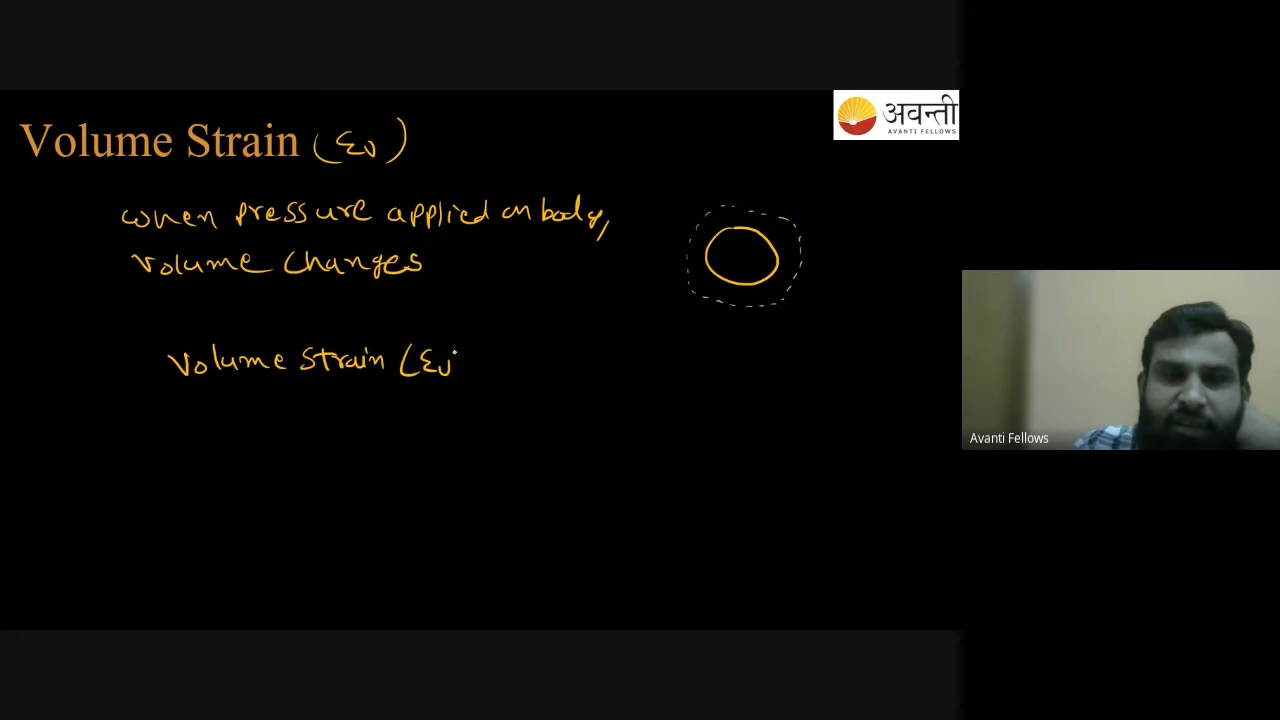 Volume Strain (εv)
अवन्ती
AVANTI FELLOWS
when pressure applied on body,
volume changes
Volume Strain (εv
Avanti Fellows